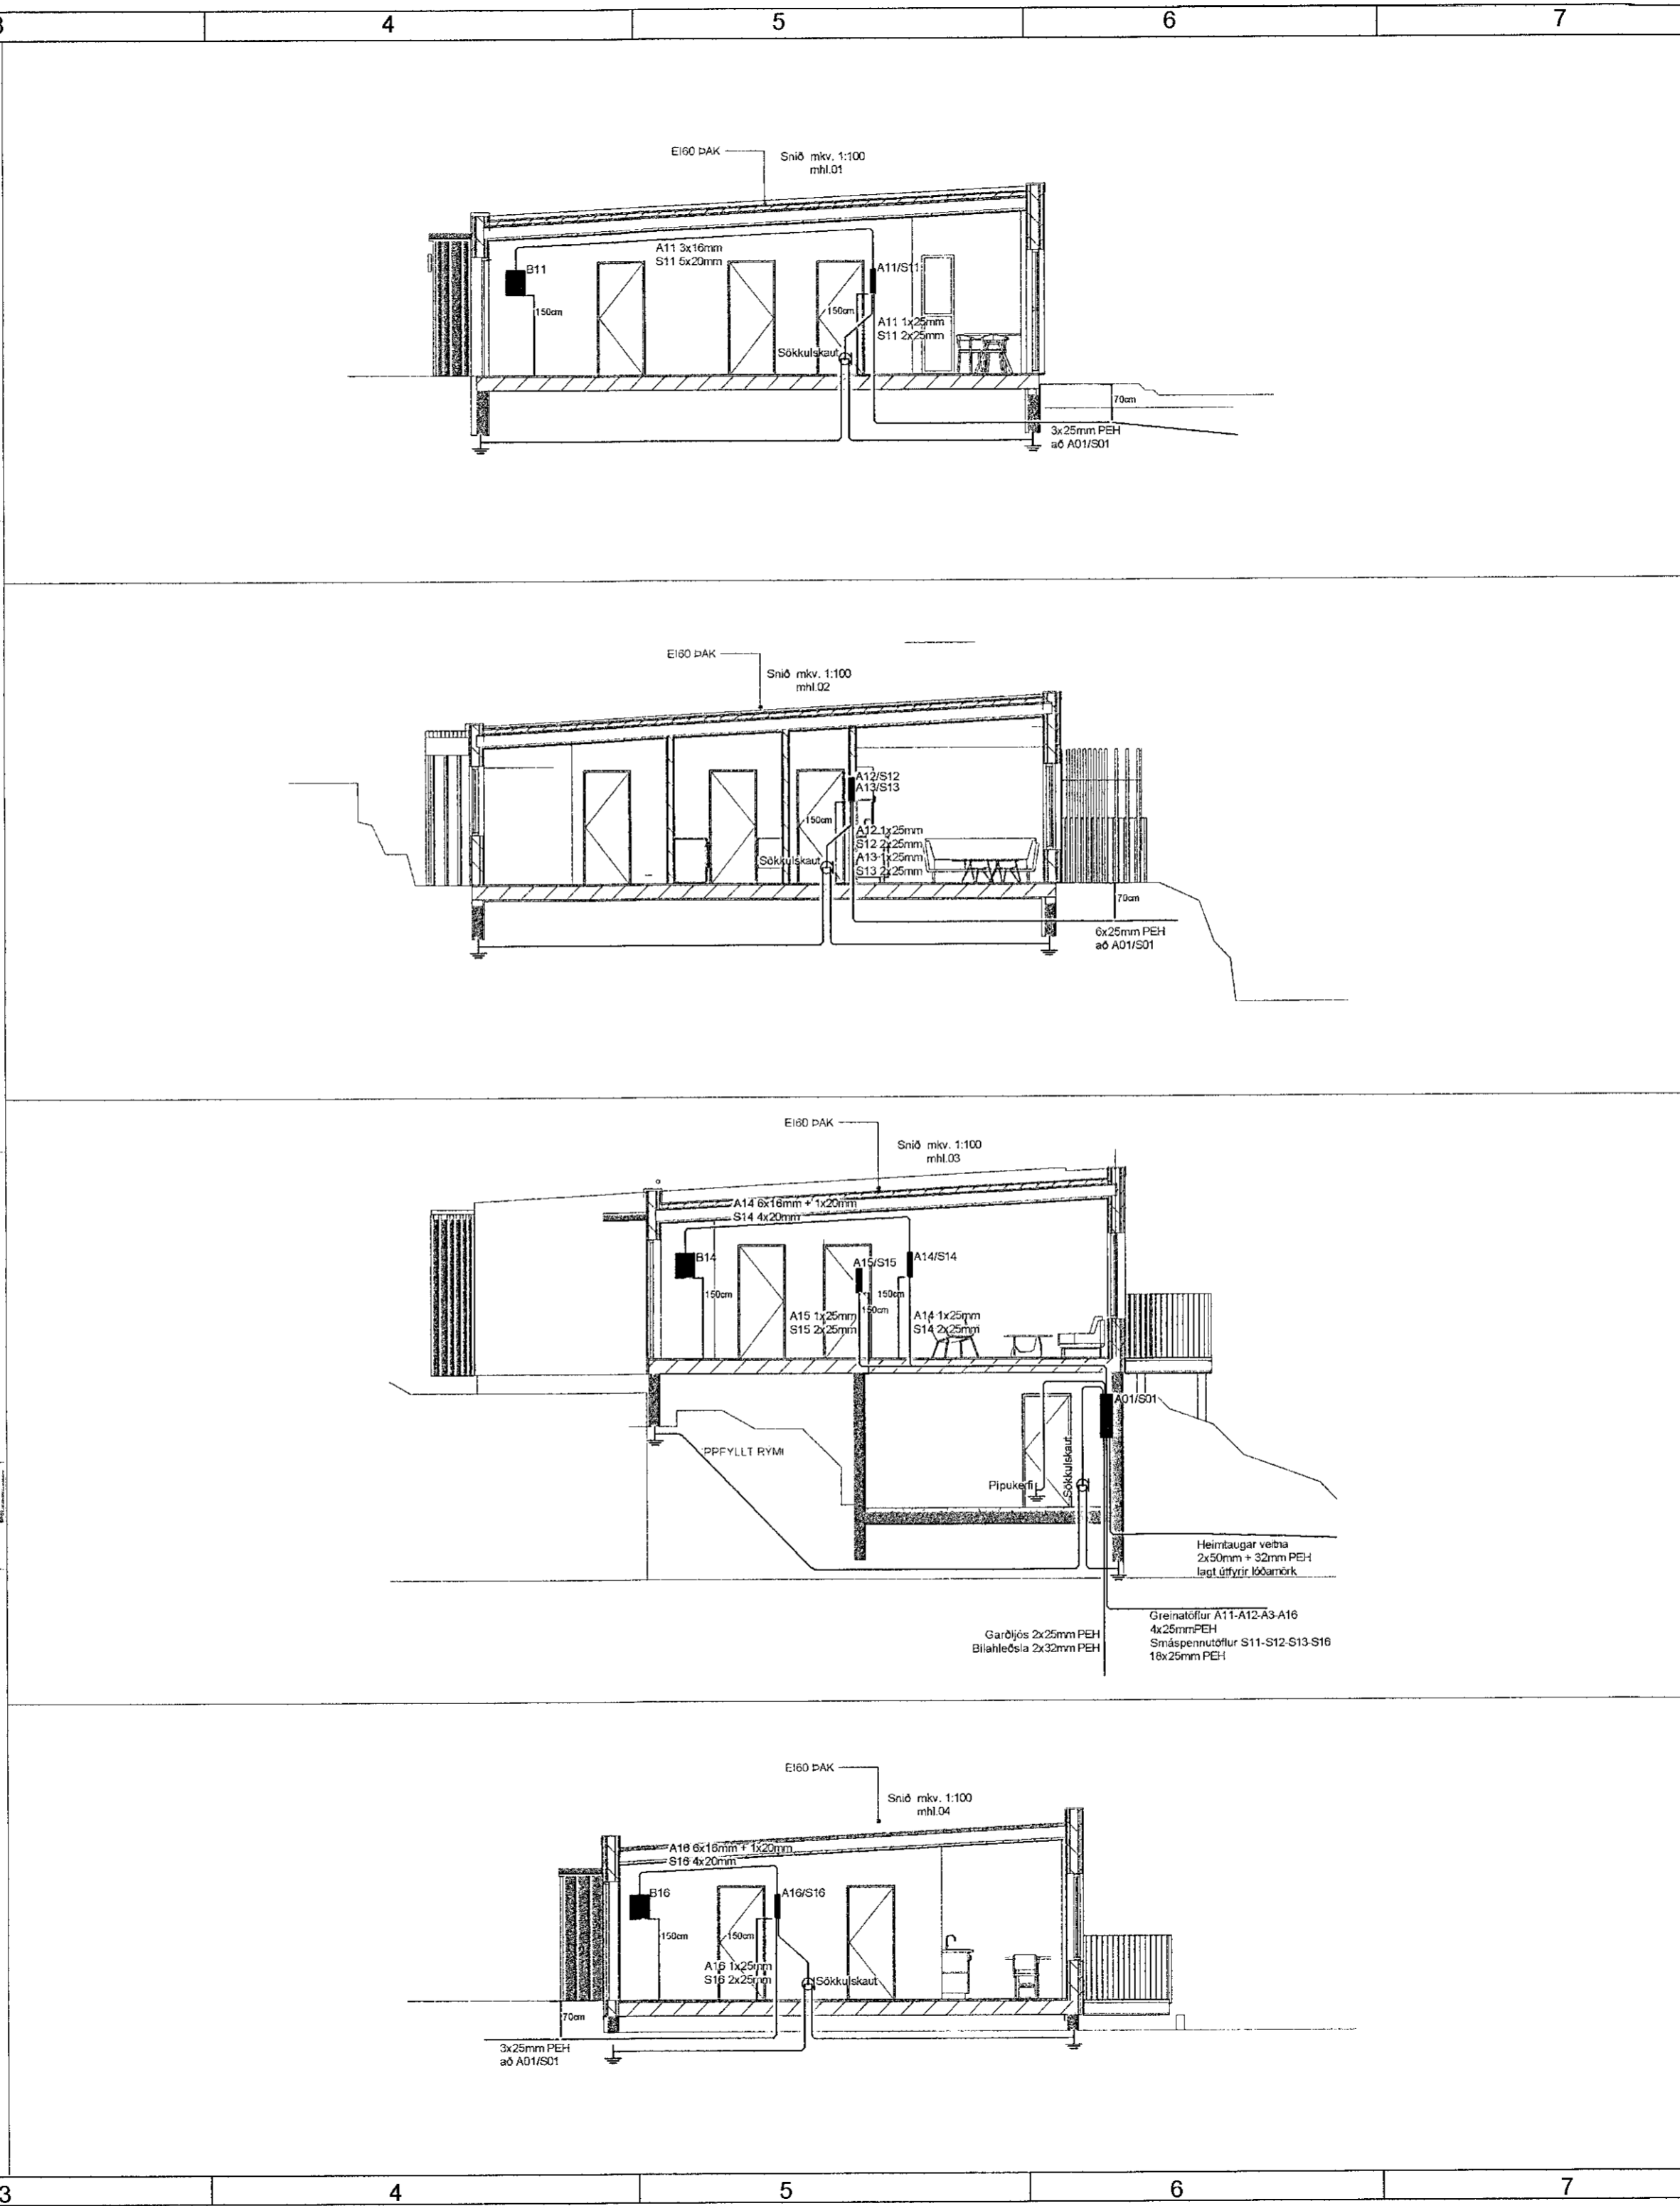 3
4
5
6
7
EI60 ÞAK
Snið mkv. 1:100
mhl.01
A11 3x16mm
S11 5x20mm
B11
A11/S11
150cm
150cm
A11 1x25mm
S11 2x25mm
Sökkulskaut
70cm
3x25mm PEH
að A01/S01
EI60 ÞAK
Snið mkv. 1:100
mhl.02
A12/S12
A13/S13
150cm
A12 1x25mm
S12 2x25mm
A13 1x25mm
S13 2x25mm
Sökkulskaut
70cm
6x25mm PEH
að A01/S01
EI60 ÞAK
Snið mkv. 1:100
mhl.03
A14 6x16mm + 1x20mm
S14 4x20mm
B14
A15/S15
A14/S14
150cm
150cm
150cm
A15 1x25mm
S15 2x25mm
A14 1x25mm
S14 2x25mm
A01/S01
PPFYLLT RÝMI
Sökkulskaut
Pípukerfi
Heimtaugar veitna
2x50mm + 32mm PEH
lagt útfyrir lóðamörk
Greinatöflur A11-A12-A3-A16
4x25mmPEH
Smáspennutöflur S11-S12-S13-S16
18x25mm PEH
Garðljós 2x25mm PEH
Bílahleðsla 2x32mm PEH
EI60 ÞAK
Snið mkv. 1:100
mhl.04
A16 6x16mm + 1x20mm
S16 4x20mm
B16
A16/S16
150cm
150cm
A16 1x25mm
S16 2x25mm
Sökkulskaut
70cm
3x25mm PEH
að A01/S01
3
4
5
6
7